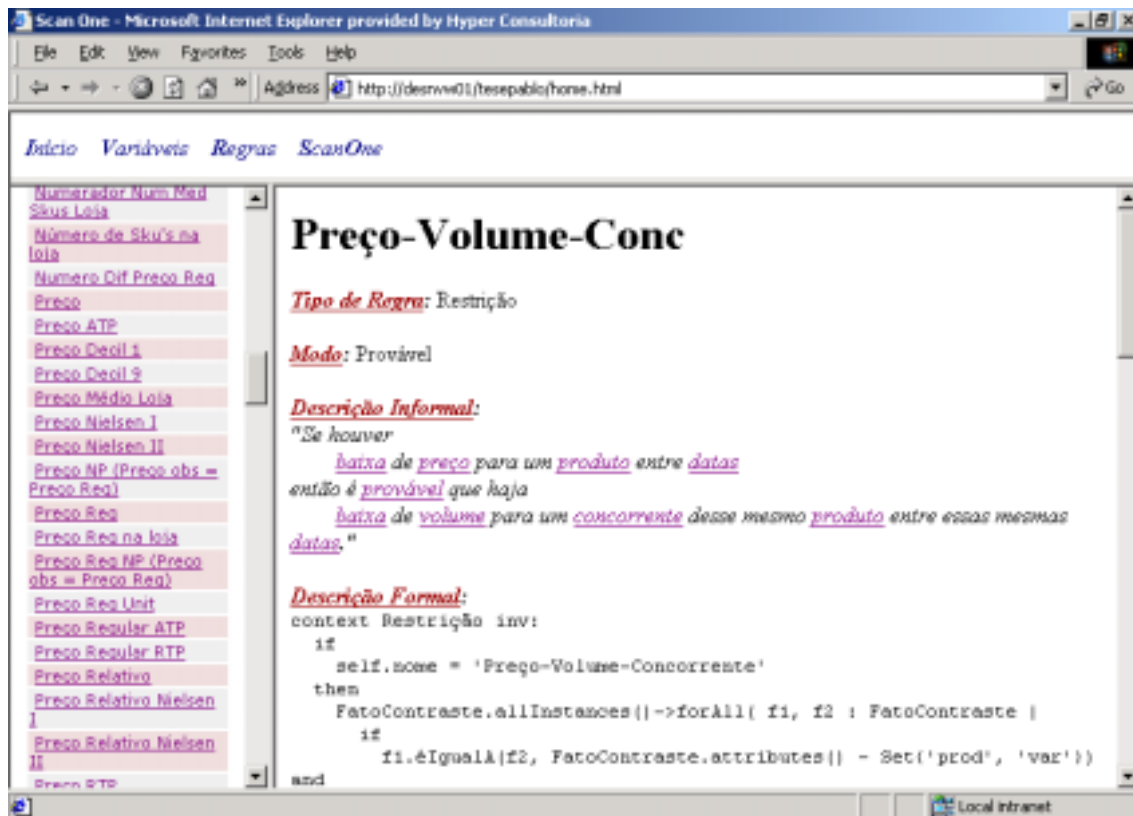 Scan One - Microsoft Internet Explorer provided by Hyper Consultoria
File Edit View Favorites Tools Help
Address http://desrvw01/tesepablo/home.html Go
Início Variáveis Regras ScanOne
Numerador Num Med
Skus Loja
Número de Sku's na
loja
Numero Dif Preco Reg
Preço
Preço ATP
Preço Decil 1
Preço Decil 9
Preço Médio Loja
Preço Nielsen I
Preço Nielsen II
Preço NP (Preço obs =
Preço Reg)
Preço Reg
Preço Reg na loja
Preço Reg NP (Preço
obs = Preço Reg)
Preço Reg Unit
Preço Regular ATP
Preço Regular RTP
Preço Relativo
Preço Relativo Nielsen
I
Preço Relativo Nielsen
II
Preço RTP
Preço-Volume-Conc
Tipo de Regra: Restrição
Modo: Provável
Descrição Informal:
"Se houver
baixa de preço para um produto entre datas
então é provável que haja
baixa de volume para um concorrente desse mesmo produto entre essas mesmas
datas."
Descrição Formal:
context Restrição inv:
if
self.nome = 'Preço-Volume-Concorrente'
then
FatoContraste.allInstances()->forAll( f1, f2 : FatoContraste |
if
f1.éIgualA(f2, FatoContraste.attributes() - Set('prod', 'var'))
and
Local intranet